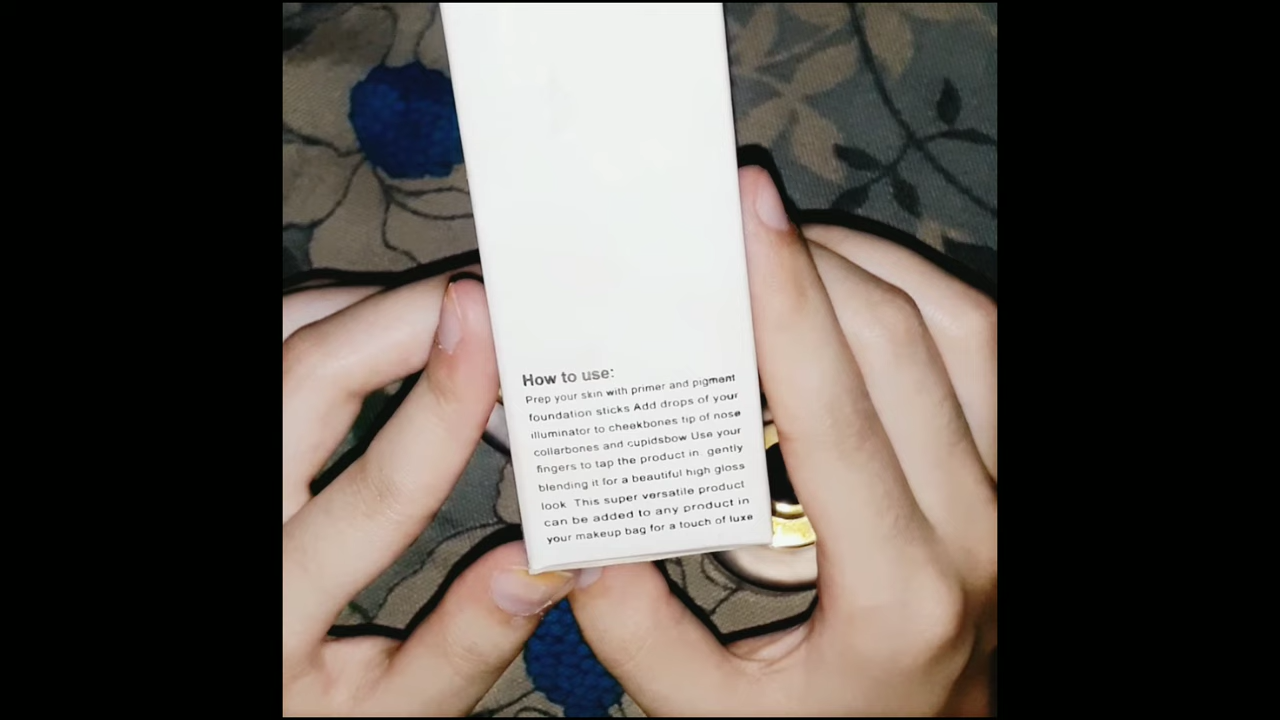 How to use:
Prep your skin with primer and pigment
foundation sticks Add drops of your
illuminator to cheekbones tip of nose
collarbones and cupidsbow Use your
fingers to tap the product in. gently
blending it for a beautiful high gloss
look. This super versatile product
can be added to any product in
your makeup bag for a touch of luxe